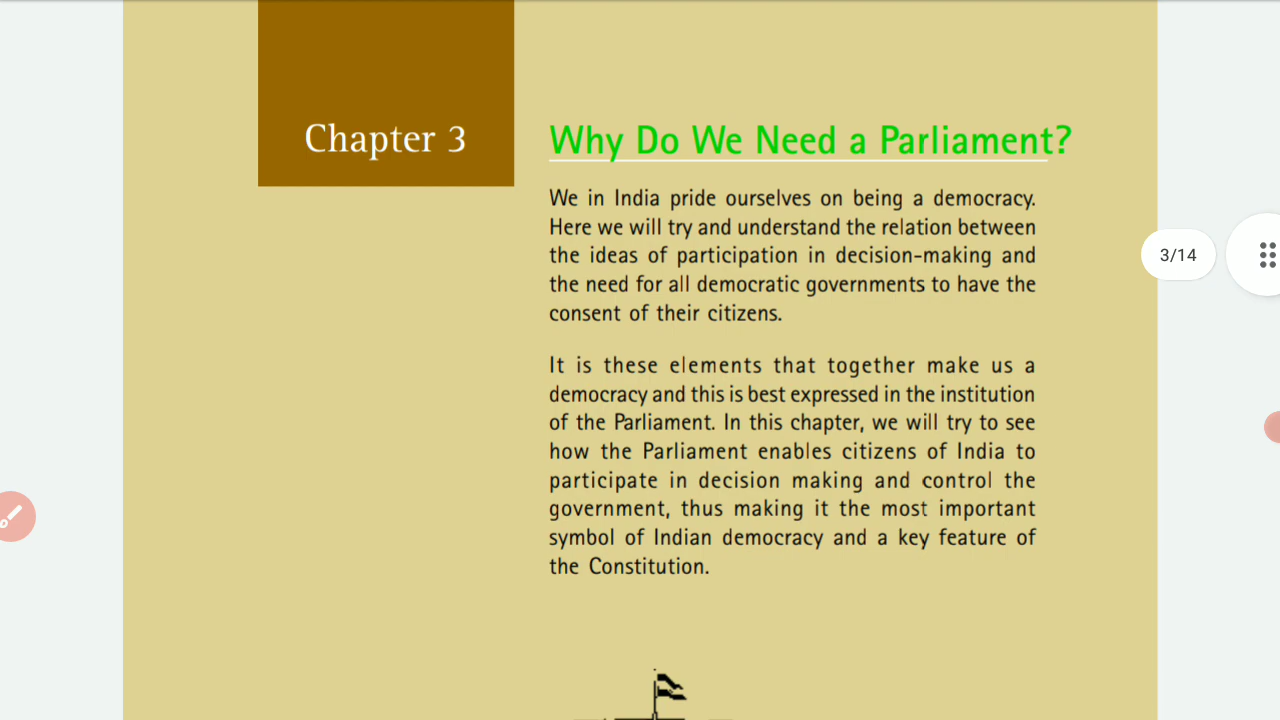 Chapter 3
Why Do We Need a Parliament?
We in India pride ourselves on being a democracy.
Here we will try and understand the relation between
the ideas of participation in decision-making and
the need for all democratic governments to have the
consent of their citizens.
It is these elements that together make us a
democracy and this is best expressed in the institution
of the Parliament. In this chapter, we will try to see
how the Parliament enables citizens of India to
participate in decision making and control the
government, thus making it the most important
symbol of Indian democracy and a key feature of
the Constitution.
3/14